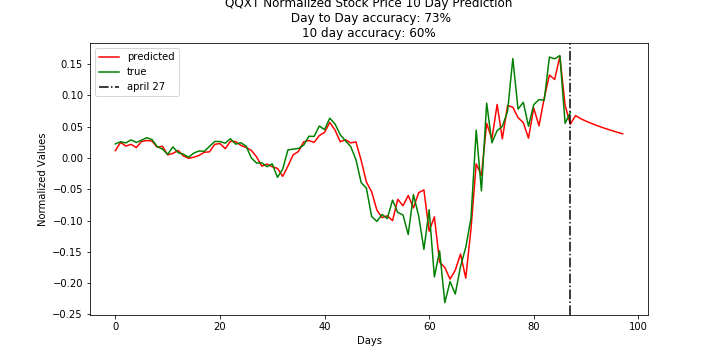 QQXT Normalized Stock Price 10 Day Prediction
Day to Day accuracy: 73%
10 day accuracy: 60%
predicted
true
april 27
Normalized Values
0.15
0.10
0.05
0.00
−0.05
−0.10
−0.15
−0.20
−0.25
0 20 40 60 80 100
Days